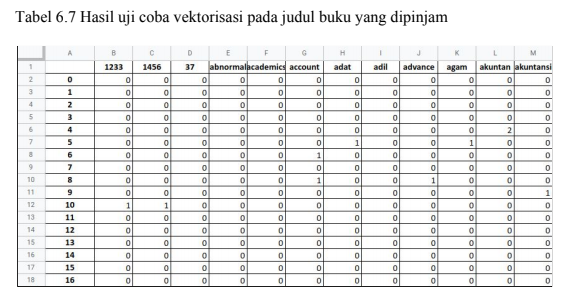 Tabel 6.7 Hasil uji coba vektorisasi pada judul buku yang dipinjam
A B C D E F G H I J K L M
1 1233 1456 37 abnormal academics account adat adil advance agam akuntan akuntansi
2 0 0 0 0 0 0 0 0 0 0 0 0 0
3 1 0 0 0 0 0 0 0 0 0 0 0 0
4 2 0 0 0 0 0 0 0 0 0 0 0 0
5 3 0 0 0 0 0 0 0 0 0 0 0 0
6 4 0 0 0 0 0 0 0 0 0 0 2 0
7 5 0 0 0 0 0 0 1 0 0 1 0 0
8 6 0 0 0 0 0 1 0 0 0 0 0 0
9 7 0 0 0 0 0 0 0 0 0 0 0 0
10 8 0 0 0 0 0 1 0 0 1 0 0 0
11 9 0 0 0 0 0 0 0 0 0 0 0 1
12 10 1 1 0 0 0 0 0 0 0 0 0 0
13 11 0 0 0 0 0 0 0 0 0 0 0 0
14 12 0 0 0 0 0 0 0 0 0 0 0 0
15 13 0 0 0 0 0 0 0 0 0 0 0 0
16 14 0 0 0 0 0 0 0 0 0 0 0 0
17 15 0 0 0 0 0 0 0 0 0 0 0 0
18 16 0 0 0 0 0 0 0 0 0 0 0 0